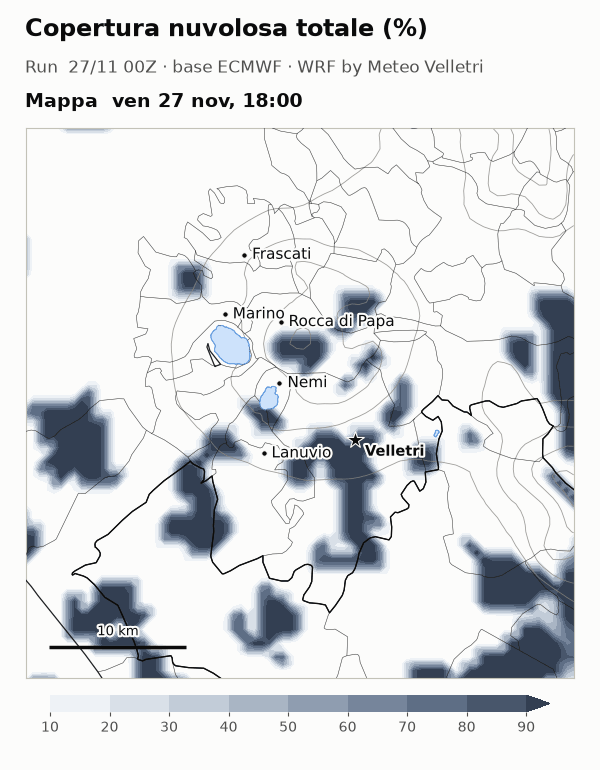 Copertura nuvolosa totale (%)
Run  27/11 00Z · base ECMWF · WRF by Meteo Velletri
Mappa  ven 27 nov, 18:00
Frascati
Marino
Rocca di Papa
Nemi
Velletri
Lanuvio
10 km
10 20 30 40 50 60 70 80 90